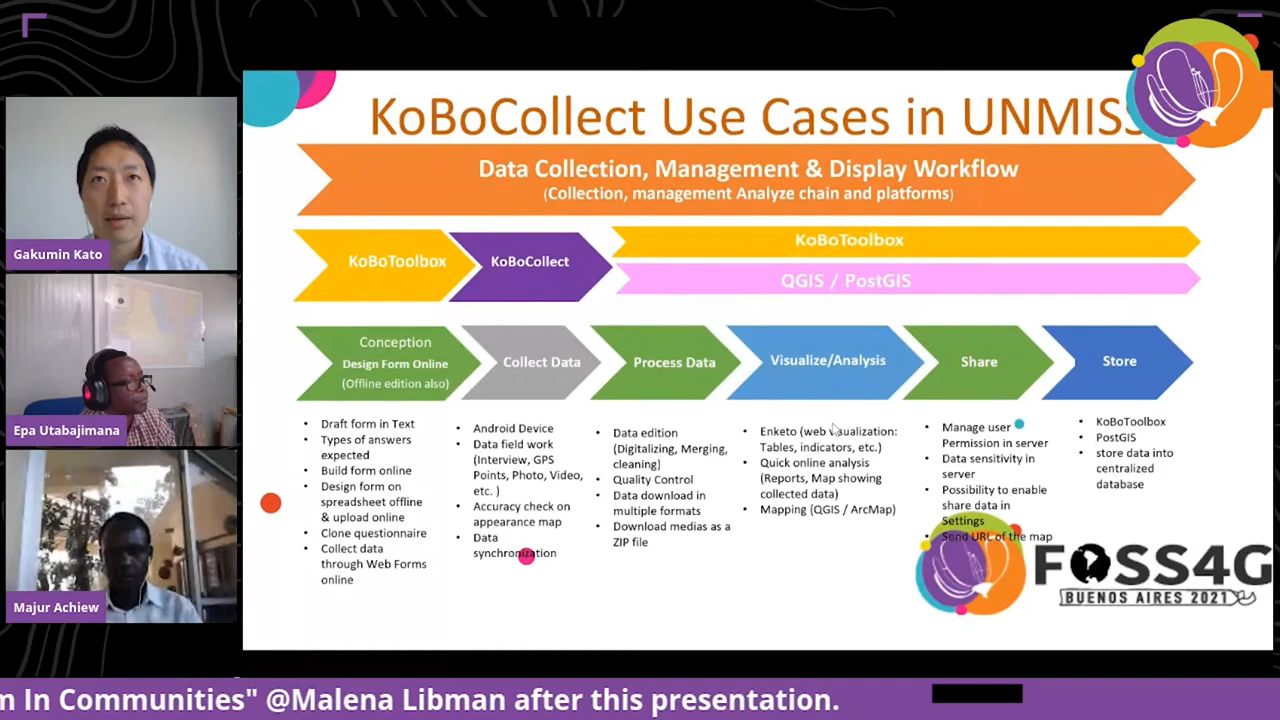 KoBoCollect Use Cases in UNMISS
Data Collection, Management & Display Workflow
(Collection, management Analyze chain and platforms)
KoBoToolbox
KoBoCollect
KoBoToolbox
QGIS / PostGIS
Conception
Design Form Online
(Offline edition also)
Collect Data
Process Data
Visualize/Analysis
Share
Store
• Draft form in Text
• Types of answers
expected
• Build form online
• Design form on
spreadsheet offline
& upload online
• Clone questionnaire
• Collect data
through Web Forms
online
• Android Device
• Data field work
(Interview, GPS
Points, Photo, Video,
etc. )
• Accuracy check on
appearance map
• Data
synchronization
• Data edition
(Digitalizing, Merging,
cleaning)
• Quality Control
• Data download in
multiple formats
• Download medias as a
ZIP file
• Enketo (web visualization:
Tables, indicators, etc.)
• Quick online analysis
(Reports, Map showing
collected data)
• Mapping (QGIS / ArcMap)
• Manage user
Permission in server
• Data sensitivity in
server
• Possibility to enable
share data in
Settings
• Send URL of the map
• KoBoToolbox
• PostGIS
• store data into
centralized
database
FOSS4G
BUENOS AIRES 2021
Gakumin Kato
Epa Utabajimana
Majur Achiew
m In Communities" @Malena Libman after this presentation.